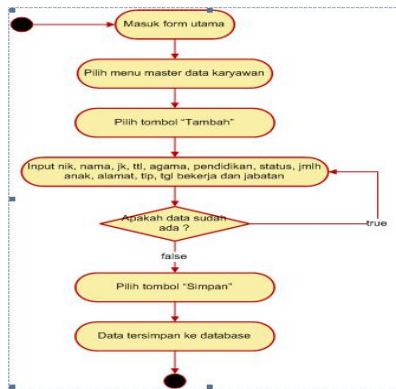 Masuk form utama
Pilih menu master data karyawan
Pilih tombol "Tambah"
Input nik, nama, jk, ttl, agama, pendidikan, status, jmlh
anak, alamat, tlp, tgl bekerja dan jabatan
Apakah data sudah
ada ?
true
false
Pilih tombol "Simpan"
Data tersimpan ke database